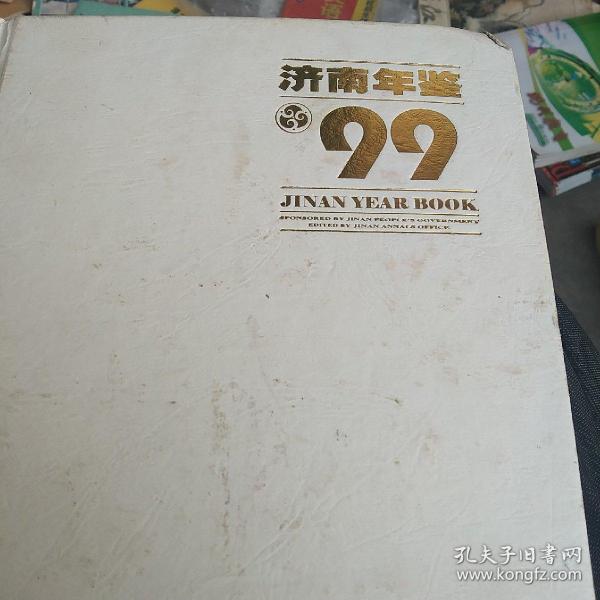 济南年鉴
99
JINAN YEAR BOOK
SPONSORED BY JINAN PEOPLE'S GOVERNMENT
EDITED BY JINAN ANNALS OFFICE
孔夫子旧书网
www.kongfz.com